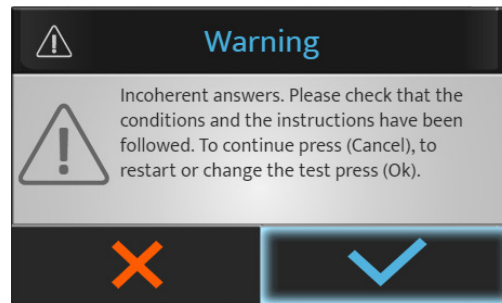 Warning
Incoherent answers. Please check that the
conditions and the instructions have been
followed. To continue press (Cancel), to
restart or change the test press (Ok).